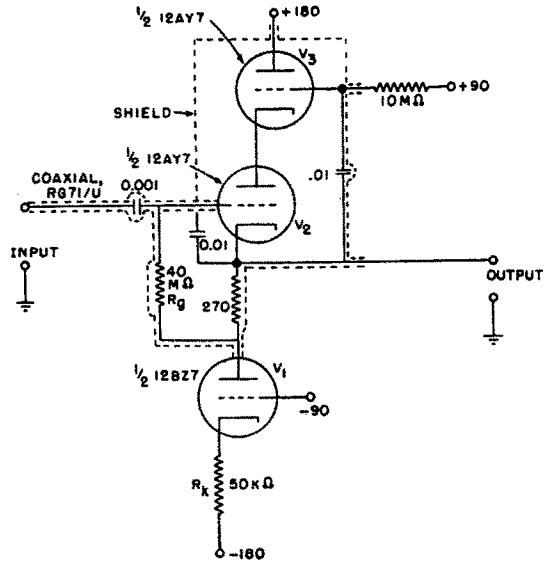 +180
1/2 12AY7
V3
SHIELD
10MΩ
+90
1/2 12AY7
COAXIAL,
RG71/U
0.001
.01
V2
0.01
INPUT
40
MΩ
Rg
270
OUTPUT
1/2 12BZ7
V1
-90
Rk
50KΩ
-180